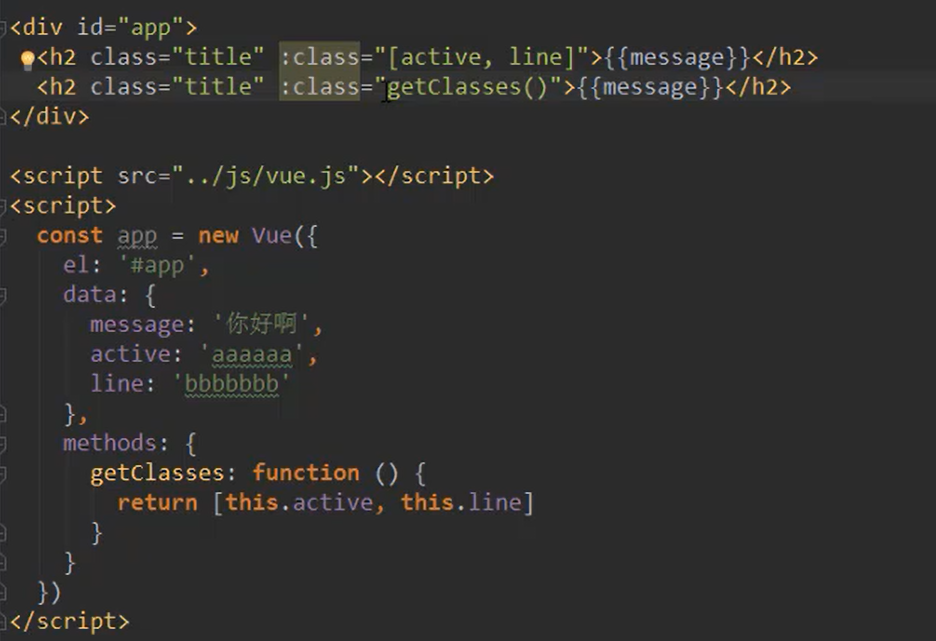 <div id="app">
<h2 class="title" :class="[active, line]">{{message}}</h2>
<h2 class="title" :class="getClasses()">{{message}}</h2>
</div>
<script src="../js/vue.js"></script>
<script>
const app = new Vue({
el: '#app',
data: {
message: '你好啊',
active: 'aaaaaa',
line: 'bbbbbbb'
},
methods: {
getClasses: function () {
return [this.active, this.line]
}
}
})
</script>